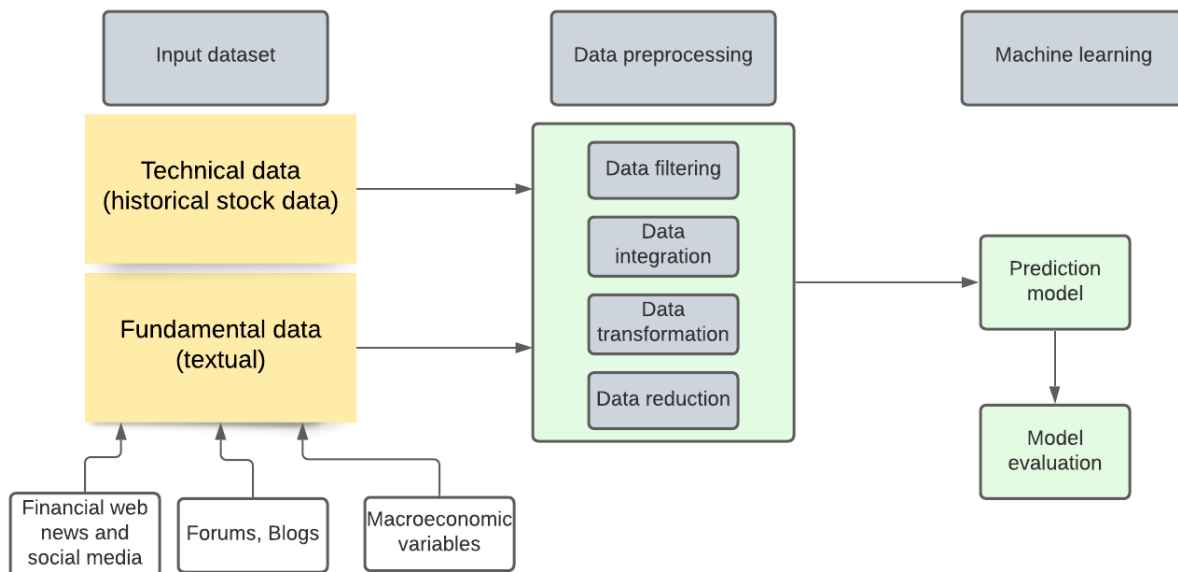 Input dataset
Data preprocessing
Machine learning
Technical data
(historical stock data)
Fundamental data
(textual)
Financial web
news and
social media
Forums, Blogs
Macroeconomic
variables
Data filtering
Data
integration
Data
transformation
Data reduction
Prediction
model
Model
evaluation